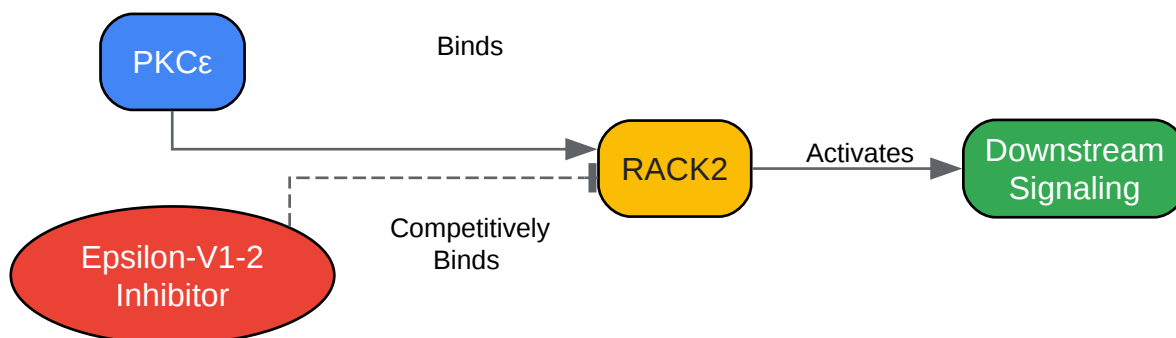 PKCε
Binds
RACK2
Activates
Downstream
Signaling
Competitively
Binds
Epsilon-V1-2
Inhibitor